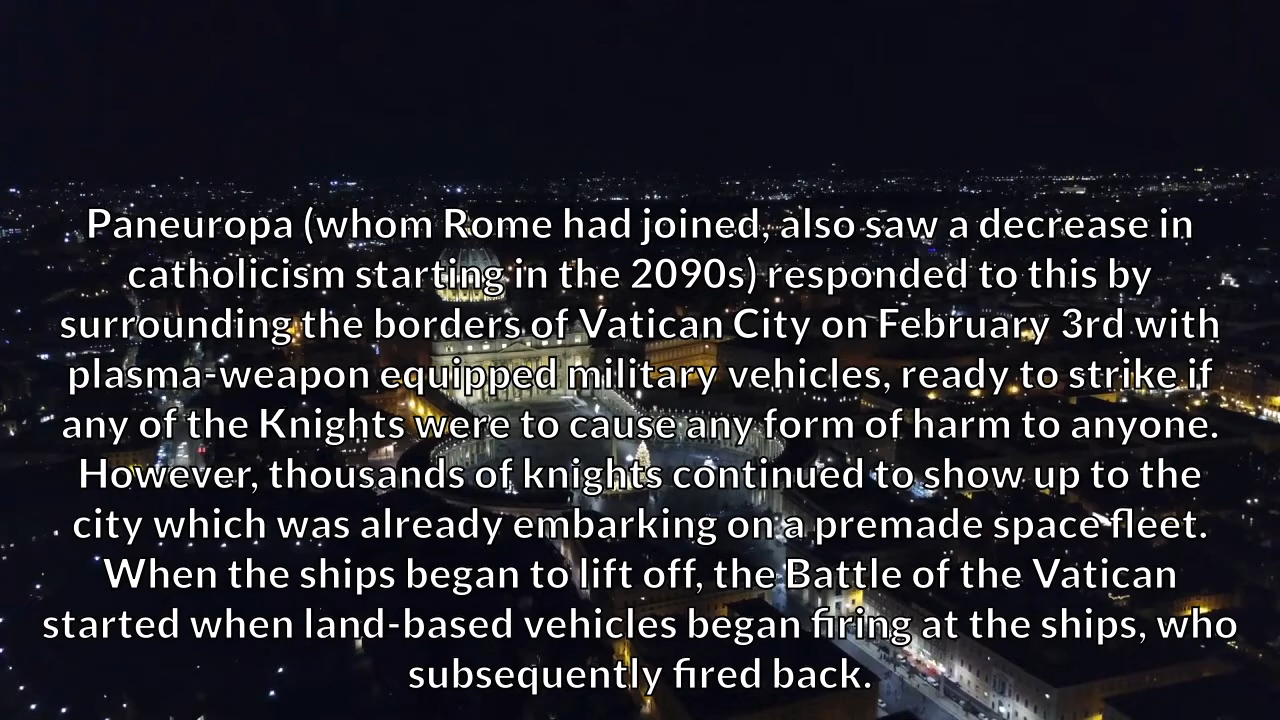 Paneuropa (whom Rome had joined, also saw a decrease in
catholicism starting in the 2090s) responded to this by
surrounding the borders of Vatican City on February 3rd with
plasma-weapon equipped military vehicles, ready to strike if
any of the Knights were to cause any form of harm to anyone.
However, thousands of knights continued to show up to the
city which was already embarking on a premade space fleet.
When the ships began to lift off, the Battle of the Vatican
started when land-based vehicles began firing at the ships, who
subsequently fired back.